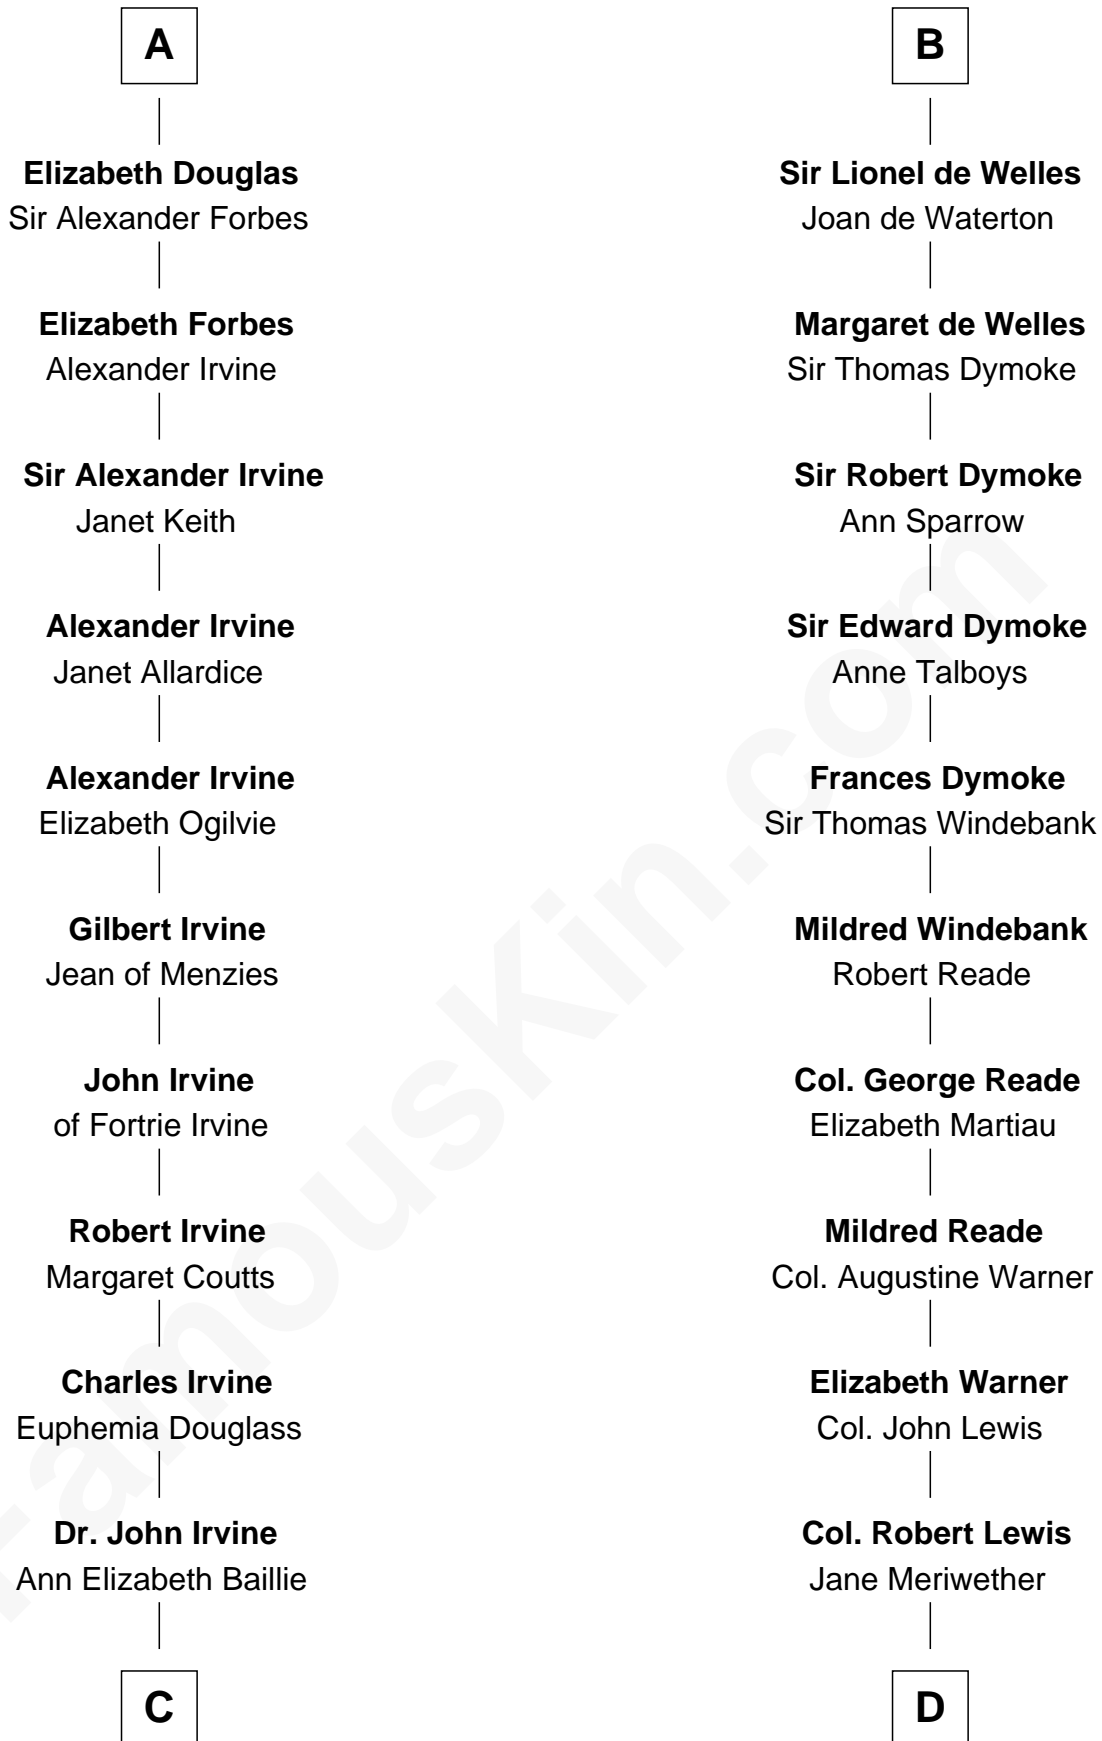 A
Elizabeth Douglas
Sir Alexander Forbes
Elizabeth Forbes
Alexander Irvine
Sir Alexander Irvine
Janet Keith
Alexander Irvine
Janet Allardice
Alexander Irvine
Elizabeth Ogilvie
Gilbert Irvine
Jean of Menzies
John Irvine
of Fortrie Irvine
Robert Irvine
Margaret Coutts
Charles Irvine
Euphemia Douglass
Dr. John Irvine
Ann Elizabeth Baillie
C
B
Sir Lionel de Welles
Joan de Waterton
Margaret de Welles
Sir Thomas Dymoke
Sir Robert Dymoke
Ann Sparrow
Sir Edward Dymoke
Anne Talboys
Frances Dymoke
Sir Thomas Windebank
Mildred Windebank
Robert Reade
Col. George Reade
Elizabeth Martiau
Mildred Reade
Col. Augustine Warner
Elizabeth Warner
Col. John Lewis
Col. Robert Lewis
Jane Meriwether
D
FamousKin.com